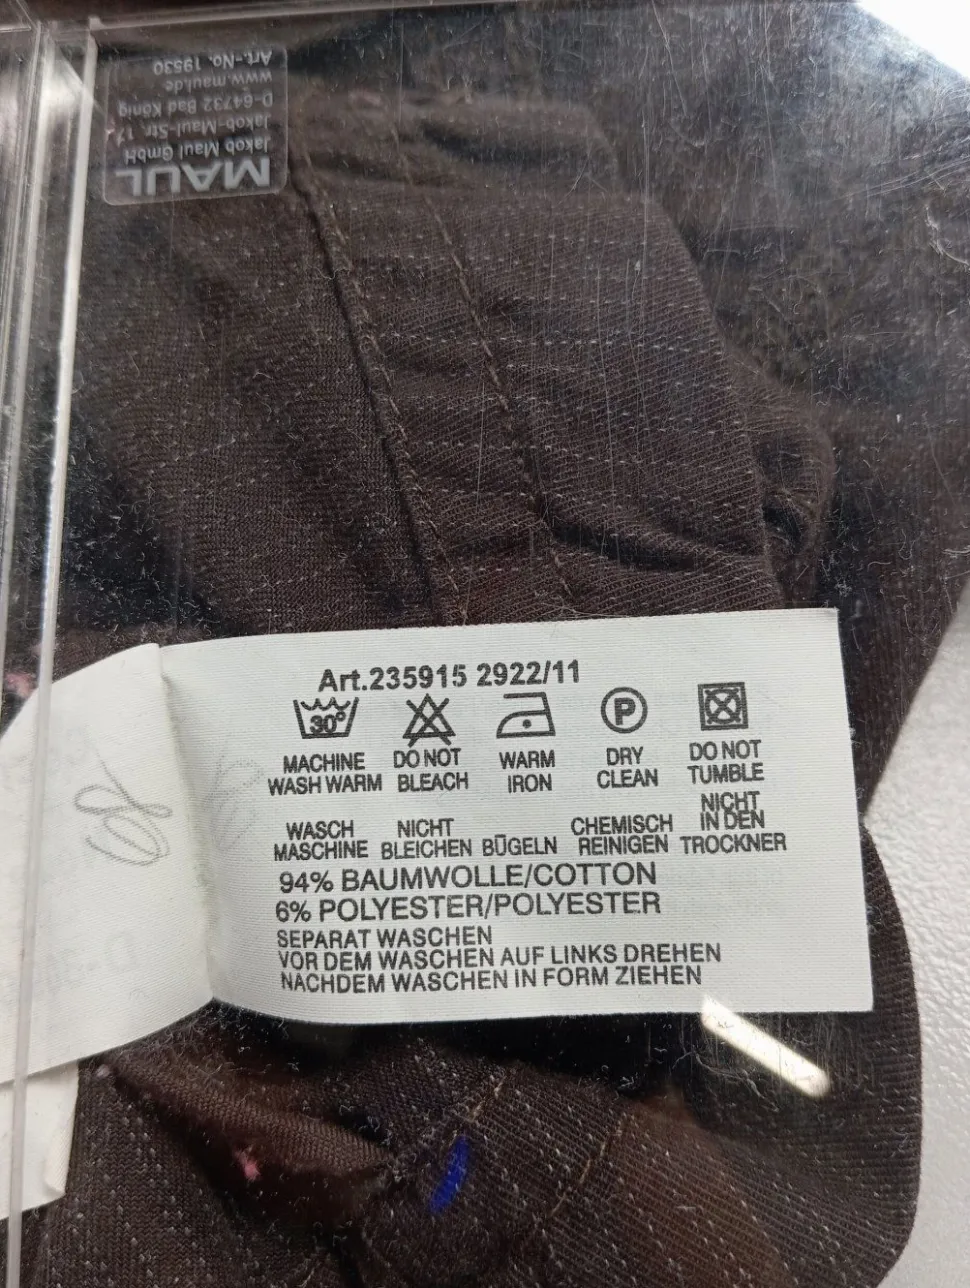 MAUL
Jakob Maul GmbH
Jakob-Maul-Str. 17
D-64732 Bad König
www.maul.de
Art.-No. 19530
Art.235915 2922/11
30°
P
MACHINE WASH WARM
DO NOT BLEACH
WARM IRON
DRY CLEAN
DO NOT TUMBLE
WASCH MASCHINE
NICHT BLEICHEN
BÜGELN
CHEMISCH REINIGEN
NICHT IN DEN TROCKNER
94% BAUMWOLLE/COTTON
6% POLYESTER/POLYESTER
SEPARAT WASCHEN
VOR DEM WASCHEN AUF LINKS DREHEN
NACHDEM WASCHEN IN FORM ZIEHEN